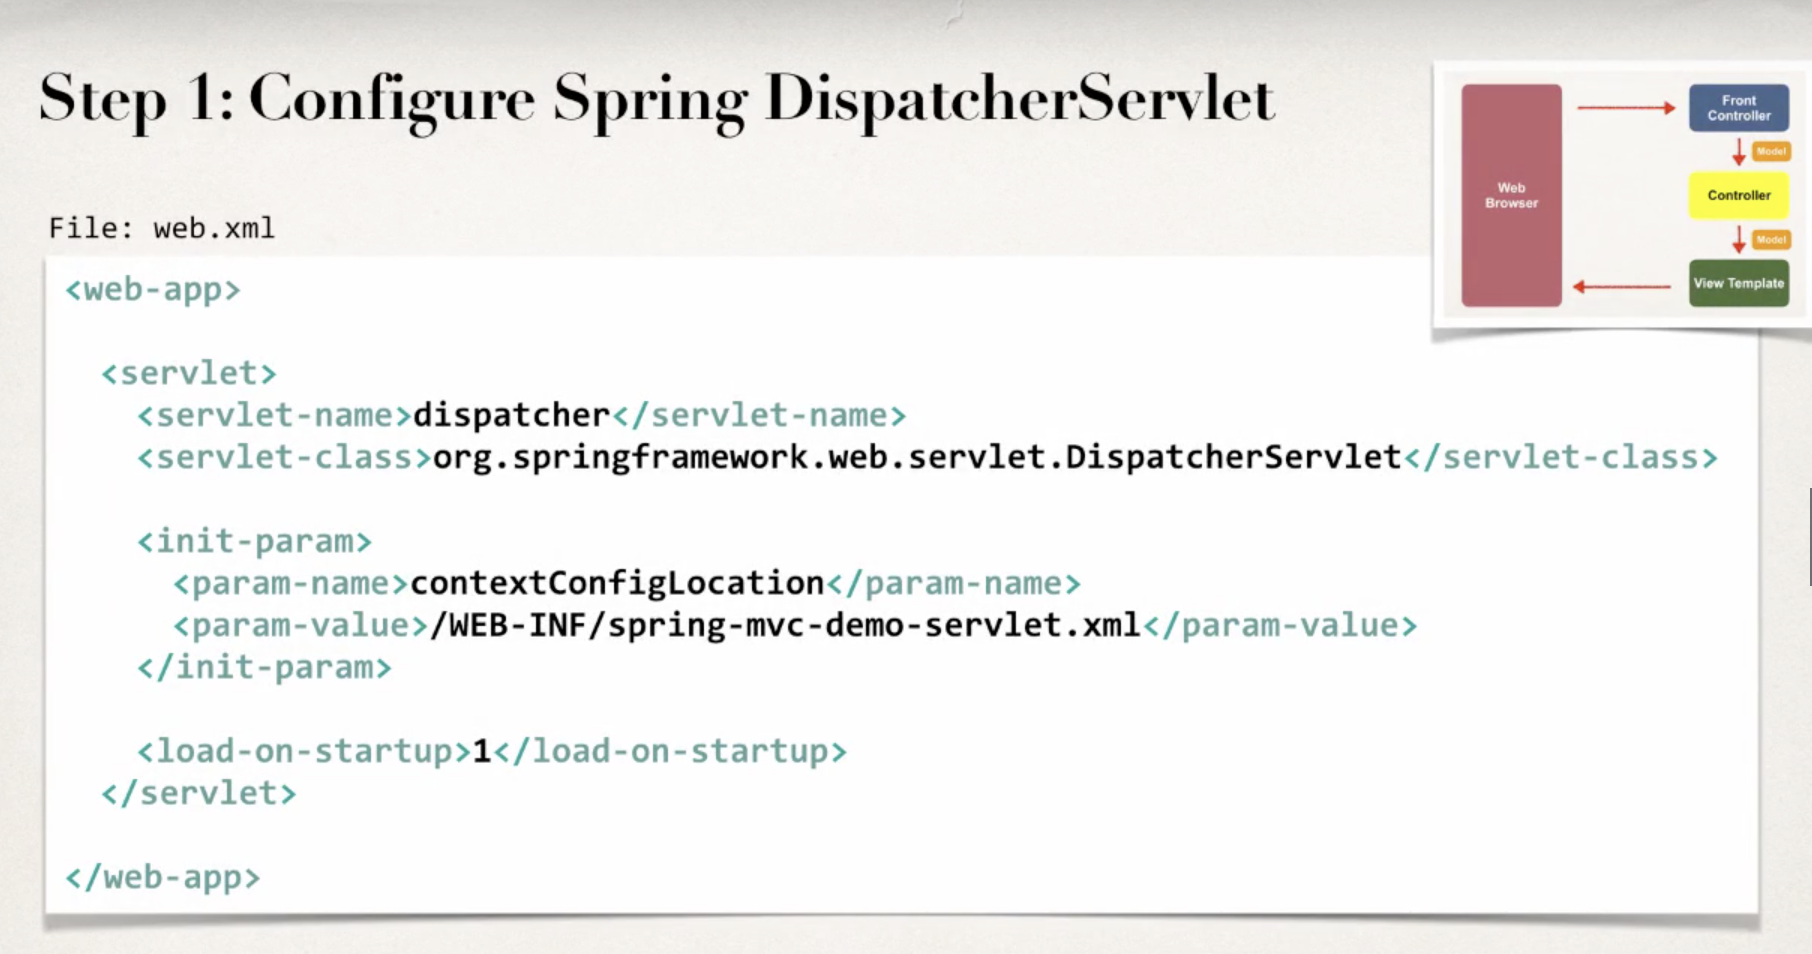 Step 1: Configure Spring DispatcherServlet
File: web.xml
<web-app>
<servlet>
<servlet-name>dispatcher</servlet-name>
<servlet-class>org.springframework.web.servlet.DispatcherServlet</servlet-class>
<init-param>
<param-name>contextConfigLocation</param-name>
<param-value>/WEB-INF/spring-mvc-demo-servlet.xml</param-value>
</init-param>
<load-on-startup>1</load-on-startup>
</servlet>
</web-app>
Web
Browser
Front
Controller
Model
Controller
Model
View Template